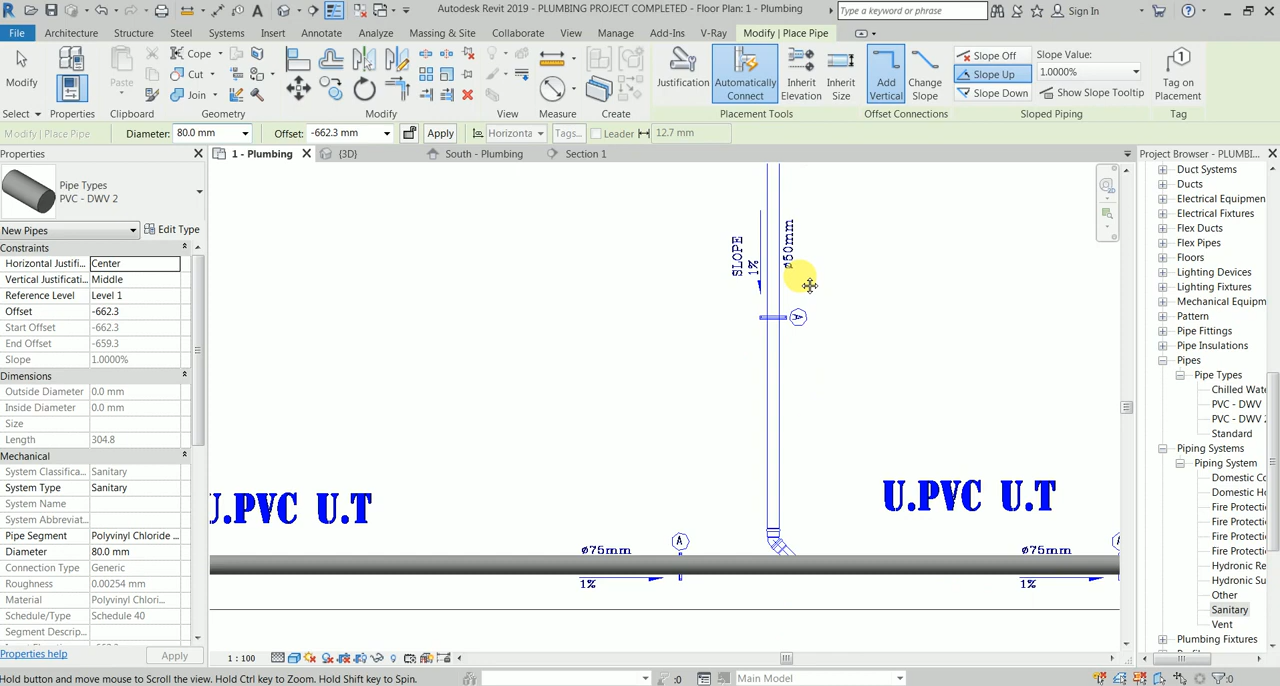 Autodesk Revit 2019 - PLUMBING PROJECT COMPLETED - Floor Plan: 1 - Plumbing
Type a keyword or phrase
Sign In
File Architecture Structure Steel Systems Insert Annotate Analyze Massing & Site Collaborate View Manage Add-Ins V-Ray Modify | Place Pipe
Modify
Paste
Cope
Cut
Join
Justification
Automatically Connect
Inherit Elevation
Inherit Size
Add Vertical
Change Slope
Slope Off
Slope Up
Slope Down
Slope Value:
1.0000%
Show Slope Tooltip
Tag on Placement
Select Properties Clipboard Geometry Modify View Measure Create Placement Tools Offset Connections Sloped Piping Tag
Modify | Place Pipe Diameter: 80.0 mm Offset: -662.3 mm Apply Horizonta Tags... Leader 12.7 mm
Properties
1 - Plumbing {3D} South - Plumbing Section 1
Project Browser - PLUMBI...
Pipe Types
PVC - DWV 2
New Pipes Edit Type
Constraints
Horizontal Justifi... Center
Vertical Justificati... Middle
Reference Level Level 1
Offset -662.3
Start Offset -662.3
End Offset -659.3
Slope 1.0000%
Dimensions
Outside Diameter 0.0 mm
Inside Diameter 0.0 mm
Size
Length 304.8
Mechanical
System Classifica... Sanitary
System Type Sanitary
System Name
System Abbreviat...
Pipe Segment Polyvinyl Chloride ...
Diameter 80.0 mm
Connection Type Generic
Roughness 0.00254 mm
Material Polyvinyl Chlori...
Schedule/Type Schedule 40
Segment Descrip...
Properties help Apply
SLOPE
1%
ø50mm
A
U.PVC U.T
U.PVC U.T
ø75mm
A
1%
ø75mm
1%
Duct Systems
Ducts
Electrical Equipmen
Electrical Fixtures
Flex Ducts
Flex Pipes
Floors
Lighting Devices
Lighting Fixtures
Mechanical Equipm
Pattern
Pipe Fittings
Pipe Insulations
Pipes
Pipe Types
Chilled Wate
PVC - DWV
PVC - DWV 2
Standard
Piping Systems
Piping System
Domestic Co
Domestic Ho
Fire Protecti
Fire Protecti
Fire Protecti
Fire Protecti
Hydronic Re
Hydronic Su
Other
Sanitary
Vent
Plumbing Fixtures
1 : 100
Hold button and move mouse to Scroll the view. Hold Ctrl key to Zoom. Hold Shift key to Spin.
:0
Main Model
:0